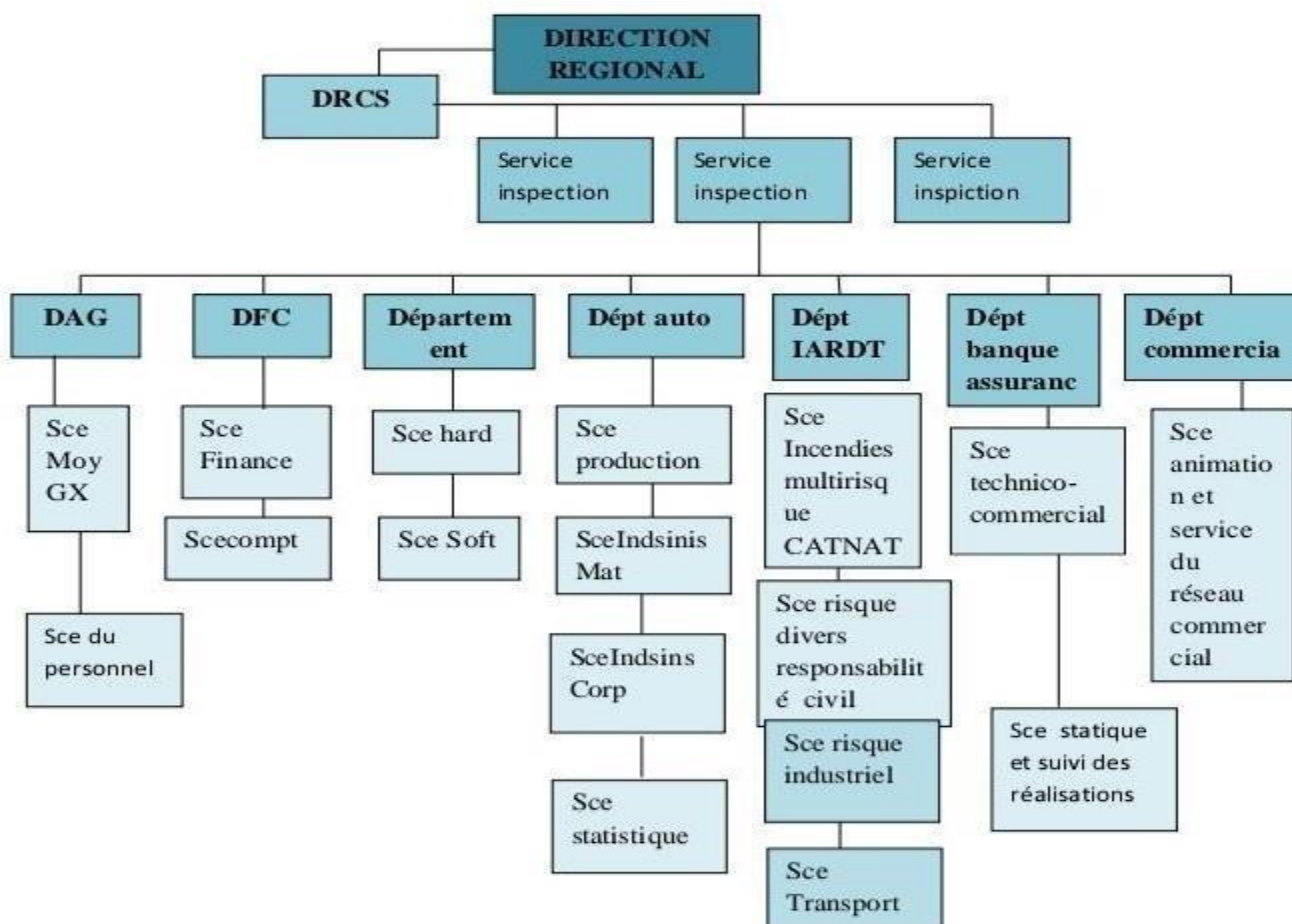 DIRECTION
REGIONAL
DRCS
Service
inspection
Service
inspection
Service
inspiction
DAG
DFC
Départem
ent
Dépt auto
Dépt
IARDT
Dépt
banque
assuranc
Dépt
commercia
Sce
Moy
GX
Sce du
personnel
Sce
Finance
Scecompt
Sce hard
Sce Soft
Sce
production
SceIndsinis
Mat
SceIndsins
Corp
Sce
statistique
Sce
Incendies
multirisq
ue
CATNAT
Sce risque
divers
responsabilit
é civil
Sce risque
industriel
Sce
Transport
Sce
technico-
commercial
Sce statique
et suivi des
réalisations
Sce
animatio
n et
service
du
réseau
commer
cial